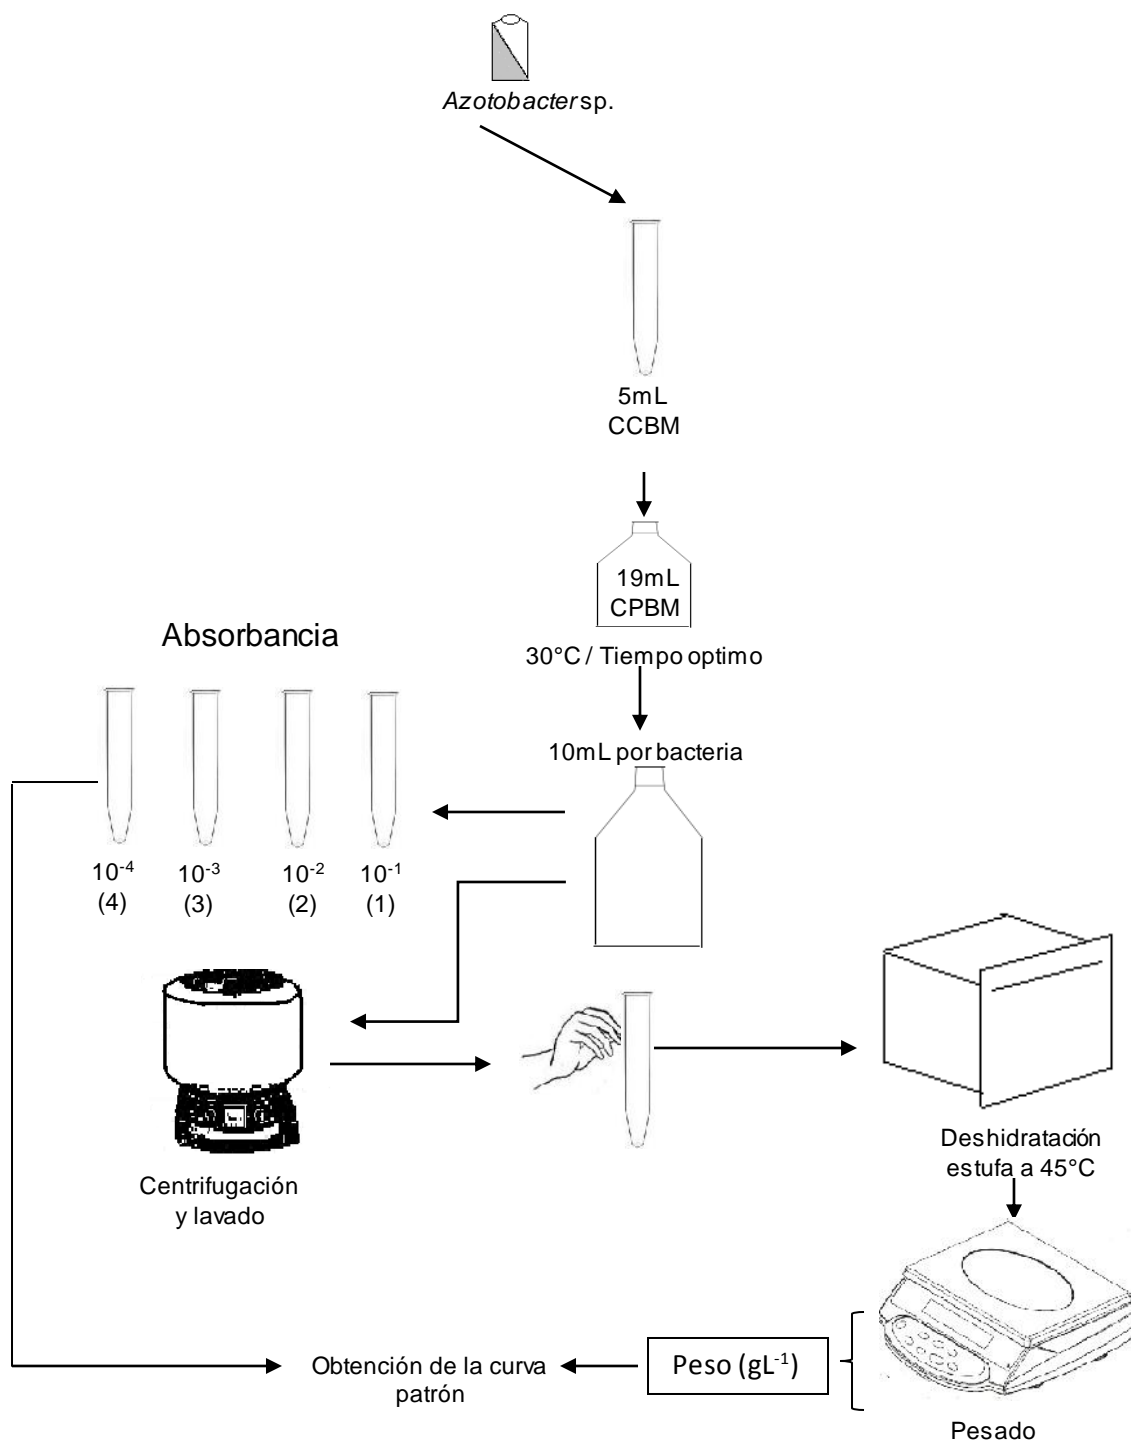 Azotobacter sp.
5mL
CCBM
19mL
CPBM
30°C / Tiempo optimo
10mL por bacteria
Absorbancia
10⁻⁴
(4)
10⁻³
(3)
10⁻²
(2)
10⁻¹
(1)
Centrifugación
y lavado
Deshidratación
estufa a 45°C
Pesado
Peso (gL⁻¹)
Obtención de la curva
patrón